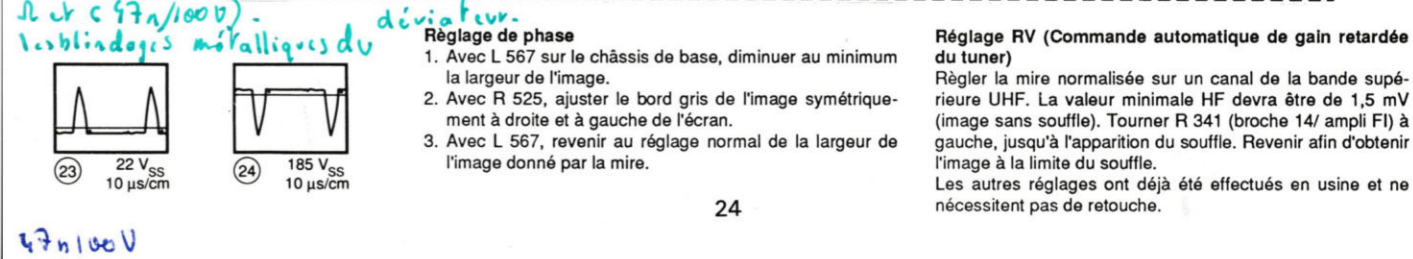 Ω et C 47n/100V).
les blindages métalliques du déviateur.
23
22 VSS
10 µs/cm
24
185 VSS
10 µs/cm
47n/100V
Règlage de phase
1. Avec L 567 sur le châssis de base, diminuer au minimum
la largeur de l'image.
2. Avec R 525, ajuster le bord gris de l'image symétrique-
ment à droite et à gauche de l'écran.
3. Avec L 567, revenir au réglage normal de la largeur de
l'image donné par la mire.
24
Réglage RV (Commande automatique de gain retardée
du tuner)
Règler la mire normalisée sur un canal de la bande supé-
rieure UHF. La valeur minimale HF devra être de 1,5 mV
(image sans souffle). Tourner R 341 (broche 14/ ampli FI) à
gauche, jusqu'à l'apparition du souffle. Revenir afin d'obtenir
l'image à la limite du souffle.
Les autres réglages ont déjà été effectués en usine et ne
nécessitent pas de retouche.